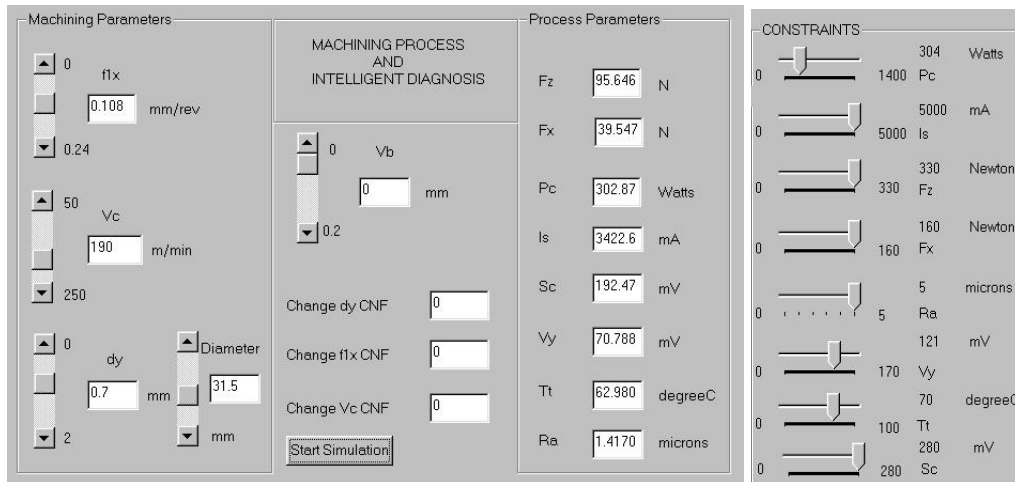 Machining Parameters
0
f1x
0.108 mm/rev
0.24
50
Vc
190 m/min
250
0
dy
0.7 mm
2
Diameter
31.5
mm
MACHINING PROCESS
AND
INTELLIGENT DIAGNOSIS
0 Vb
0 mm
0.2
Change dy CNF 0
Change f1x CNF 0
Change Vc CNF 0
Start Simulation
Process Parameters
Fz 95.646 N
Fx 39.547 N
Pc 302.87 Watts
Is 3422.6 mA
Sc 192.47 mV
Vy 70.788 mV
Tt 62.980 degreeC
Ra 1.4170 microns
CONSTRAINTS
304 Watts
0 1400 Pc
5000 mA
0 5000 Is
330 Newton
0 330 Fz
160 Newton
0 160 Fx
5 microns
0 5 Ra
121 mV
0 170 Vy
70 degreeC
0 100 Tt
280 mV
0 280 Sc